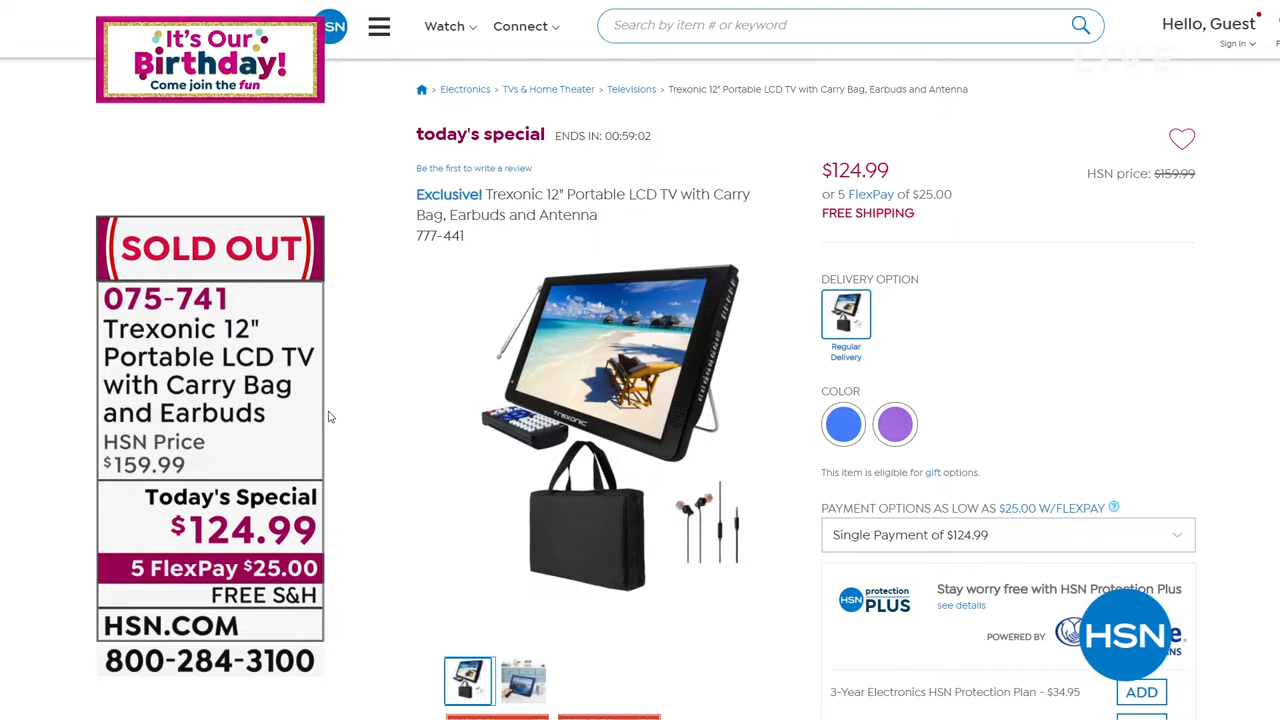 It's Our
Birthday!
Come join the fun
SN
Watch
Connect
Search by item # or keyword
Hello, Guest
Sign In
LIVE
> Electronics > TVs & Home Theater > Televisions > Trexonic 12" Portable LCD TV with Carry Bag, Earbuds and Antenna
today's special ENDS IN: 00:59:02
Be the first to write a review
Exclusive! Trexonic 12" Portable LCD TV with Carry
Bag, Earbuds and Antenna
777-441
$124.99
HSN price: $159.99
or 5 FlexPay of $25.00
FREE SHIPPING
SOLD OUT
075-741
Trexonic 12"
Portable LCD TV
with Carry Bag
and Earbuds
HSN Price
$159.99
Today's Special
$124.99
5 FlexPay $25.00
FREE S&H
HSN.COM
800-284-3100
TREXONIC
DELIVERY OPTION
Regular
Delivery
COLOR
This item is eligible for gift options.
PAYMENT OPTIONS AS LOW AS $25.00 W/FLEXPAY ?
Single Payment of $124.99
HSN protection
PLUS
Stay worry free with HSN Protection Plus
see details
POWERED BY
HSN
3-Year Electronics HSN Protection Plan - $34.95
ADD